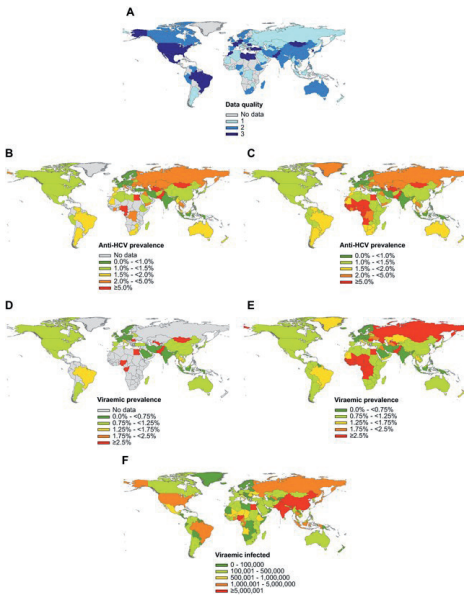 A
Data quality
No data
1
2
3
B
C
Anti-HCV prevalence
No data
0.0% - <1.0%
1.0% - <1.5%
1.5% - <2.0%
2.0% - <5.0%
≥5.0%
Anti-HCV prevalence
0.0% - <1.0%
1.0% - <1.5%
1.5% - <2.0%
2.0% - <5.0%
≥5.0%
D
E
Viraemic prevalence
No data
0.0% - <0.75%
0.75% - <1.25%
1.25% - <1.75%
1.75% - <2.5%
≥2.5%
Viraemic prevalence
0.0% - <0.75%
0.75% - <1.25%
1.25% - <1.75%
1.75% - <2.5%
≥2.5%
F
Viraemic infected
0 - 100,000
100,001 - 500,000
500,001 - 1,000,000
1,000,001 - 5,000,000
≥5,000,001